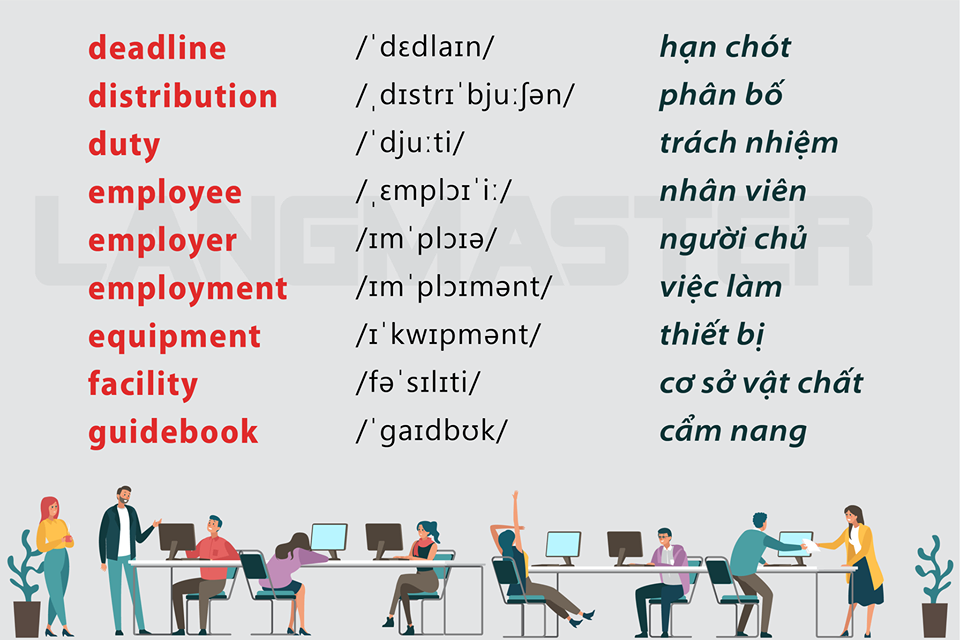 deadline /ˈdɛdlaɪn/ hạn chót
distribution /ˌdɪstrɪˈbjuːʃən/ phân bố
duty /ˈdjuːti/ trách nhiệm
employee /ˌɛmplɔɪˈiː/ nhân viên
LANGMASTER
employer /ɪmˈplɔɪə/ người chủ
employment /ɪmˈplɔɪmənt/ việc làm
equipment /ɪˈkwɪpmənt/ thiết bị
facility /fəˈsɪlɪti/ cơ sở vật chất
guidebook /ˈgaɪdbʊk/ cẩm nang